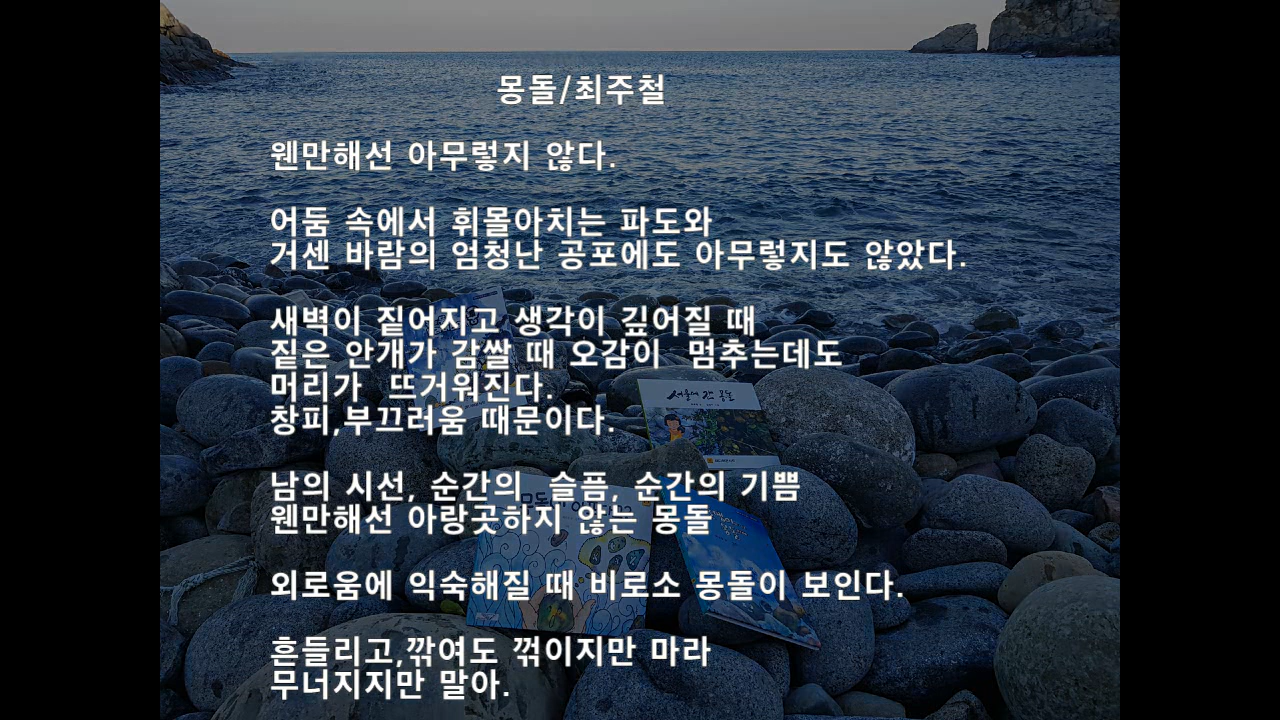 몽돌/최주철
웬만해선 아무렇지 않다.
어둠 속에서 휘몰아치는 파도와
거센 바람의 엄청난 공포에도 아무렇지도 않았다.
새벽이 짙어지고 생각이 깊어질 때
짙은 안개가 감쌀 때 오감이  멈추는데도
머리가  뜨거워진다.
창피,부끄러움 때문이다.
남의 시선, 순간의  슬픔, 순간의 기쁨
웬만해선 아랑곳하지 않는 몽돌
외로움에 익숙해질 때 비로소 몽돌이 보인다.
흔들리고,깎여도 꺾이지만 마라
무너지지만 말아.
서울에 간 몽돌